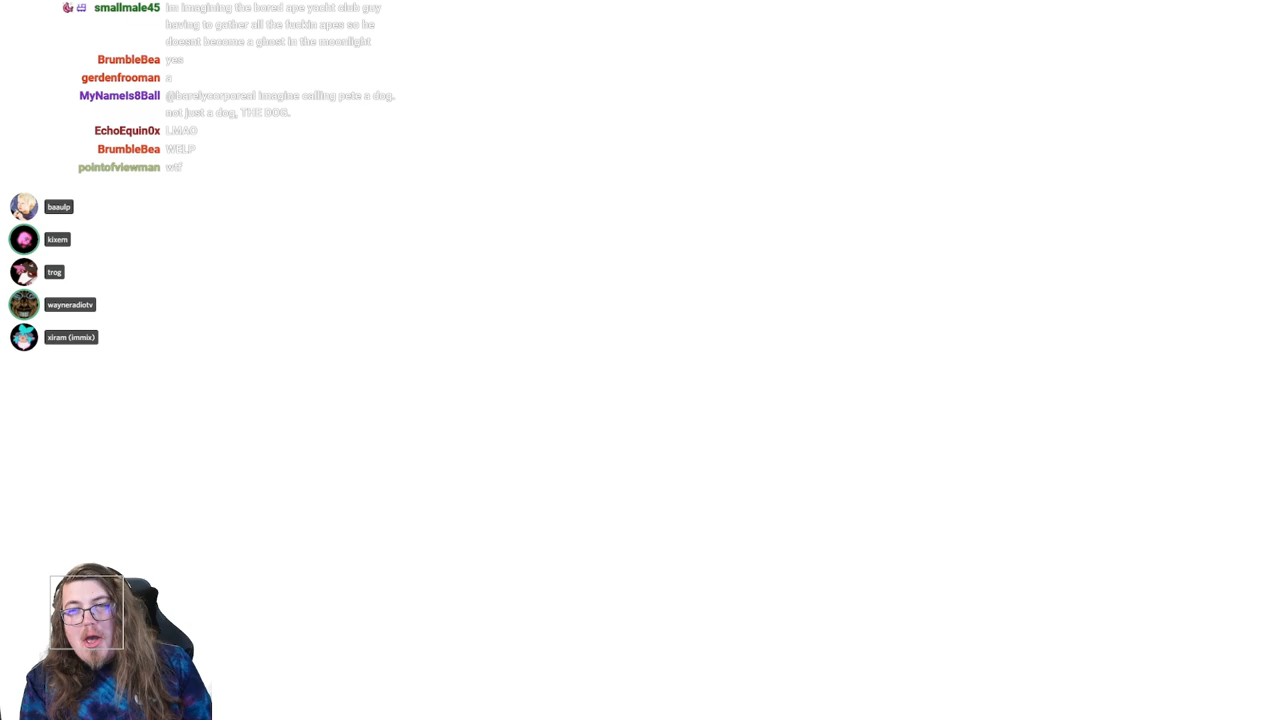 smallmale45 im imagining the bored ape yacht club guy
having to gather all the fuckin apes so he
doesnt become a ghost in the moonlight
BrumbleBea yes
gerdenfrooman a
MyNameIs8Ball @barelycorporeal imagine calling pete a dog.
not just a dog, THE DOG.
EchoEquin0x LMAO
BrumbleBea WELP
pointofviewman wtf
baaulp
kixem
trog
wayneradiotv
xiram (immix)